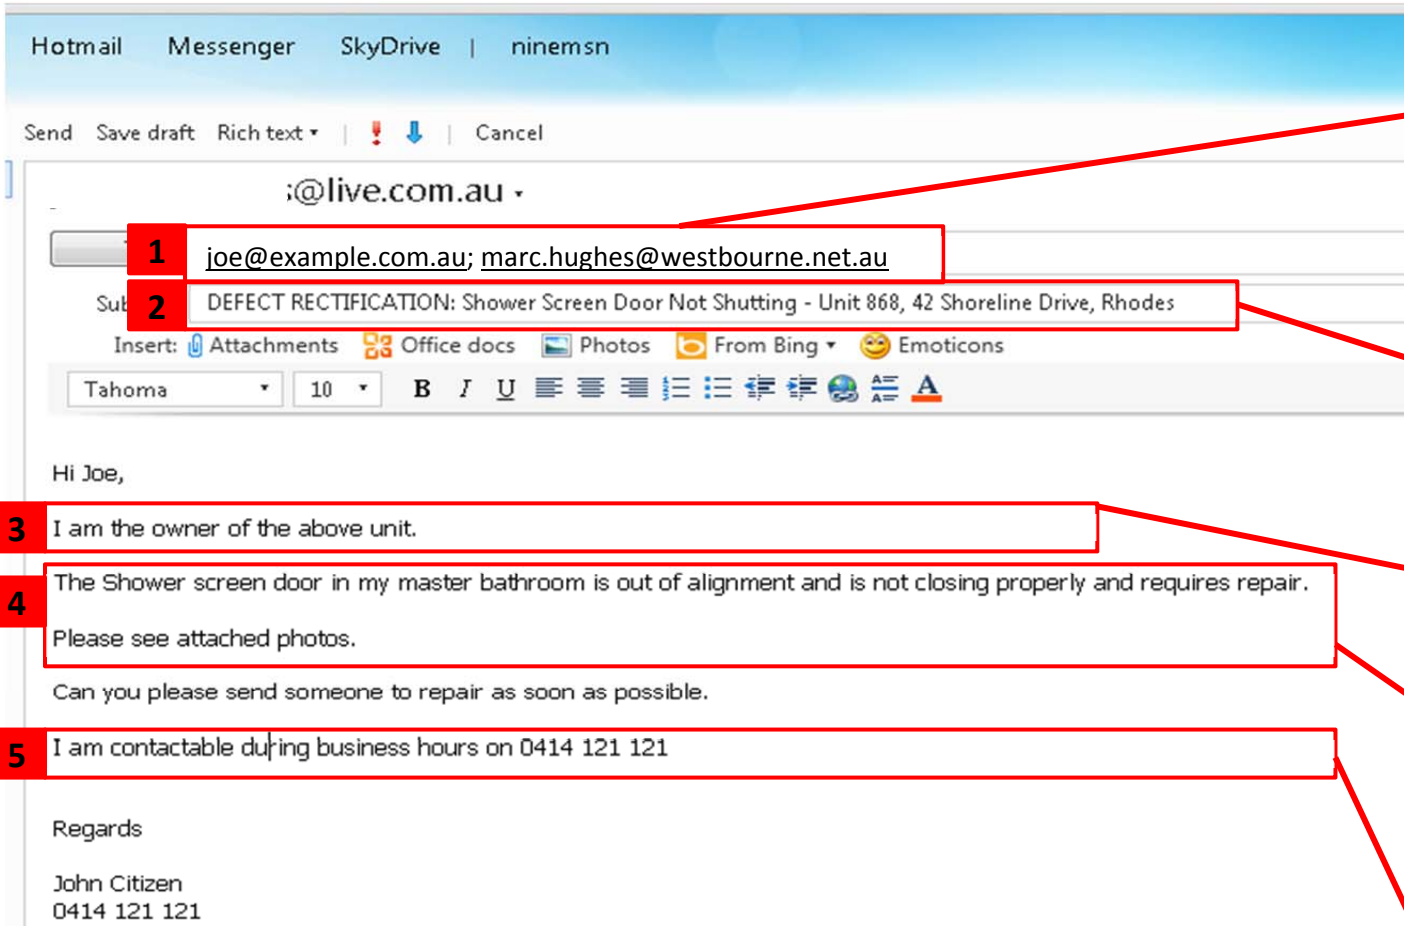 Hotmail Messenger SkyDrive | ninemsn
Send Save draft Rich text | Cancel
@live.com.au
1 joe@example.com.au; marc.hughes@westbourne.net.au
2 DEFECT RECTIFICATION: Shower Screen Door Not Shutting - Unit 868, 42 Shoreline Drive, Rhodes
Insert: Attachments Office docs Photos From Bing Emoticons
Tahoma 10 B I U A
Hi Joe,
3 I am the owner of the above unit.
4 The Shower screen door in my master bathroom is out of alignment and is not closing properly and requires repair.
Please see attached photos.
Can you please send someone to repair as soon as possible.
5 I am contactable during business hours on 0414 121 121
Regards
John Citizen
0414 121 121